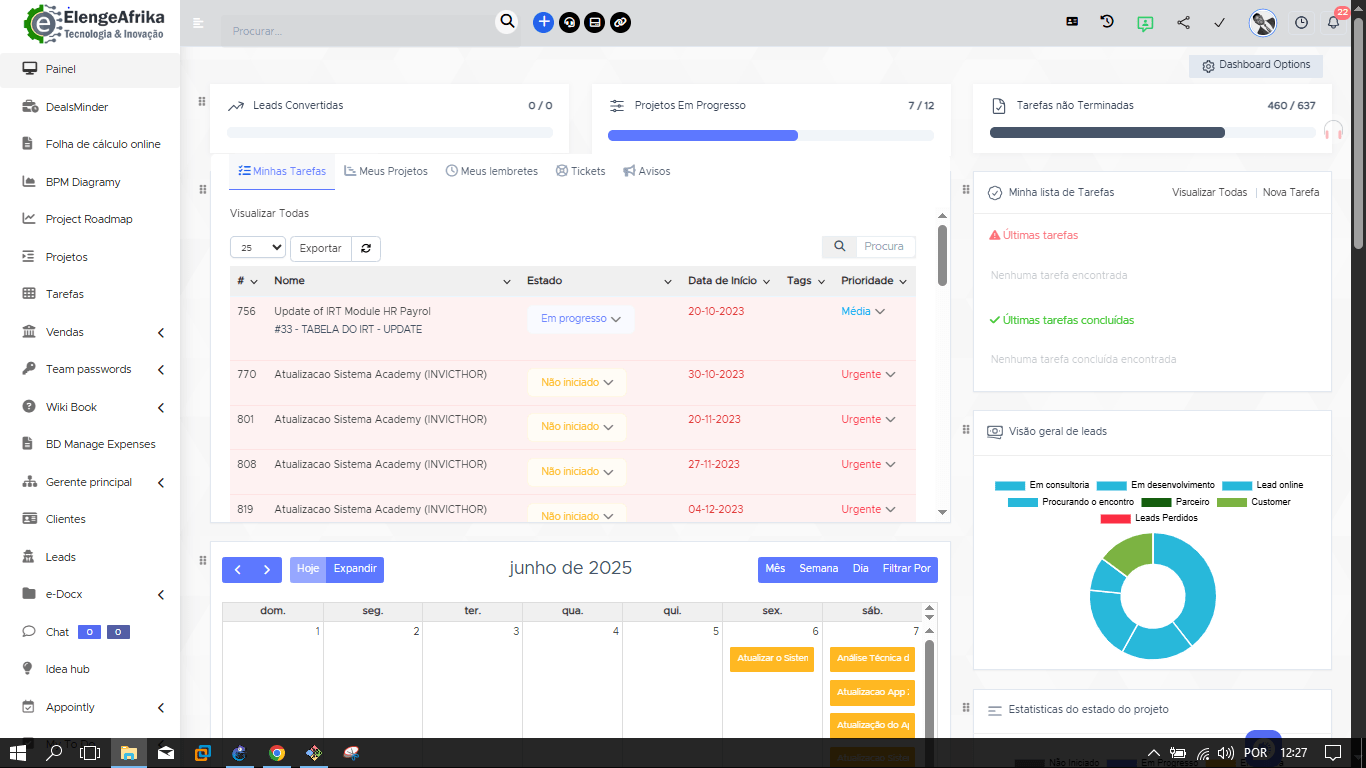 ElengeAfrika
Tecnologia & Inovação
Procurar...
22
Painel
DealsMinder
Folha de cálculo online
BPM Diagramy
Project Roadmap
Projetos
Tarefas
Vendas
Team passwords
Wiki Book
BD Manage Expenses
Gerente principal
Clientes
Leads
e-Docx
Chat 0 0
Idea hub
Appointly
Dashboard Options
Leads Convertidas 0 / 0
Projetos Em Progresso 7 / 12
Tarefas não Terminadas 460 / 637
Minhas Tarefas Meus Projetos Meus lembretes Tickets Avisos
Visualizar Todas
25 Exportar Procura
# Nome Estado Data de Início Tags Prioridade
756 Update of IRT Module HR Payrol Em progresso 20-10-2023 Média
#33 - TABELA DO IRT - UPDATE
770 Atualizacao Sistema Academy (INVICTHOR) Não iniciado 30-10-2023 Urgente
801 Atualizacao Sistema Academy (INVICTHOR) Não iniciado 20-11-2023 Urgente
808 Atualizacao Sistema Academy (INVICTHOR) Não iniciado 27-11-2023 Urgente
819 Atualizacao Sistema Academy (INVICTHOR) Não iniciado 04-12-2023 Urgente
Hoje Expandir junho de 2025 Mês Semana Dia Filtrar Por
dom. seg. ter. qua. qui. sex. sáb.
1 2 3 4 5 6 7
Atualizar o Sisten Análise Técnica d
Atualizacao App
Atualização do Ap
Minha lista de Tarefas Visualizar Todas | Nova Tarefa
Últimas tarefas
Nenhuma tarefa encontrada
Últimas tarefas concluídas
Nenhuma tarefa concluída encontrada
Visão geral de leads
Em consultoria Em desenvolvimento Lead online
Procurando o encontro Parceiro Customer
Leads Perdidos
Estatisticas do estado do projeto
Não Iniciado Em Progresso
POR 12:27